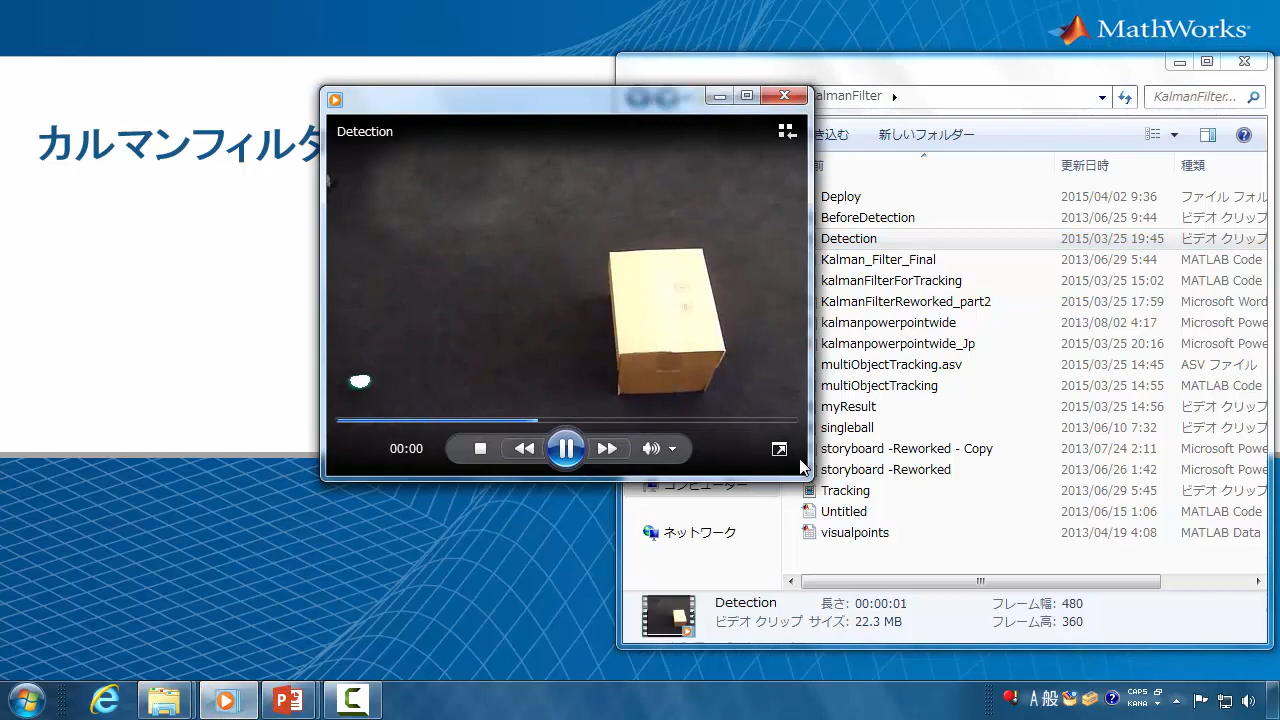 MathWorks®
カルマンフィルタ
Detection
00:00
KalmanFilter
KalmanFilter...
き込む
新しいフォルダー
前
更新日時
種類
Deploy
2015/04/02 9:36
ファイル フォル
BeforeDetection
2013/06/25 9:44
ビデオ クリップ
Detection
2015/03/25 19:45
ビデオ クリップ
Kalman_Filter_Final
2013/06/29 5:44
MATLAB Code
kalmanFilterForTracking
2015/03/25 15:02
MATLAB Code
KalmanFilterReworked_part2
2015/03/25 17:59
Microsoft Word
kalmanpowerpointwide
2013/08/02 4:17
Microsoft Powe
kalmanpowerpointwide_Jp
2015/03/25 20:16
Microsoft Powe
multiObjectTracking.asv
2015/03/25 14:45
ASV ファイル
multiObjectTracking
2015/03/25 14:55
MATLAB Code
myResult
2015/03/25 14:56
ビデオ クリップ
singleball
2013/06/10 7:32
ビデオ クリップ
storyboard -Reworked - Copy
2013/07/24 2:11
Microsoft Powe
storyboard -Reworked
2013/06/26 1:42
Microsoft Powe
Tracking
2013/06/29 5:45
ビデオ クリップ
Untitled
2013/06/15 1:06
MATLAB Code
visualpoints
2013/04/19 4:08
MATLAB Data
コンピューター
ネットワーク
Detection
長さ: 00:00:01
フレーム幅: 480
ビデオ クリップ
サイズ: 22.3 MB
フレーム高: 360
A 般
CAPS
KANA